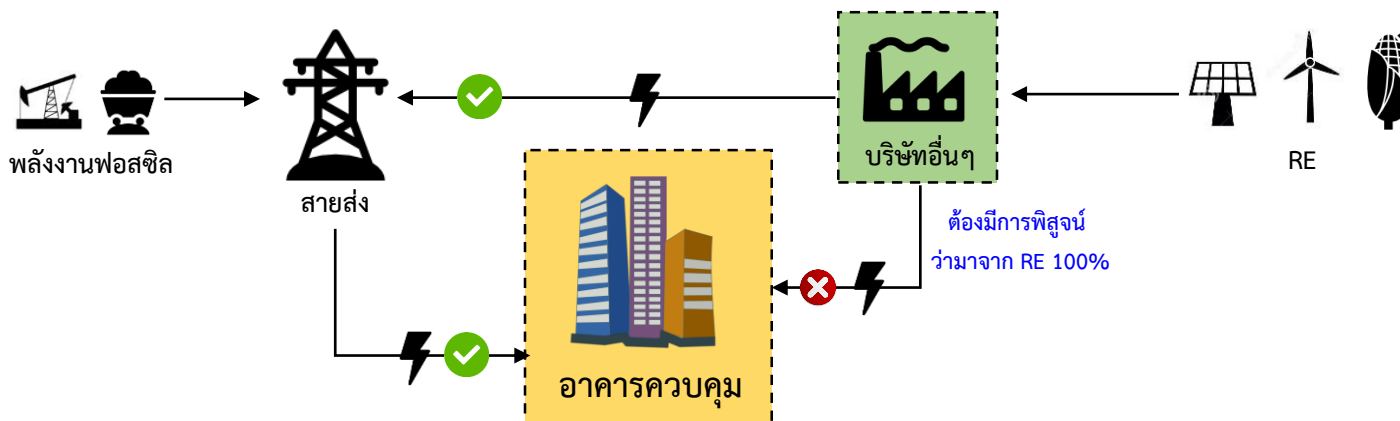 พลังงานฟอสซิล
สายส่ง
บริษัทอื่นๆ
RE
ต้องมีการพิสูจน์
ว่ามาจาก RE 100%
อาคารควบคุม